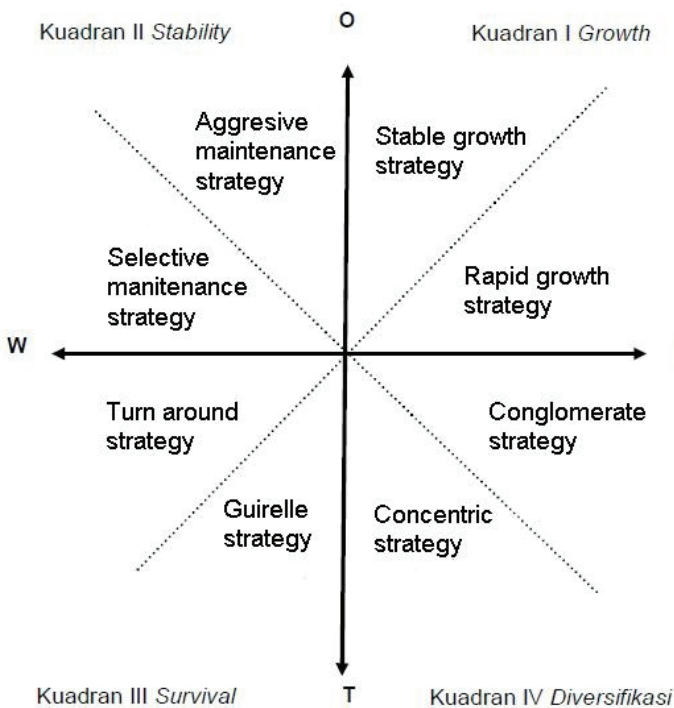 O
Kuadran II Stability
Kuadran I Growth
Aggresive
maintenance
strategy
Stable growth
strategy
Selective
manitenance
strategy
Rapid growth
strategy
W
Turn around
strategy
Conglomerate
strategy
Guirelle
strategy
Concentric
strategy
Kuadran III Survival
T
Kuadran IV Diversifikasi